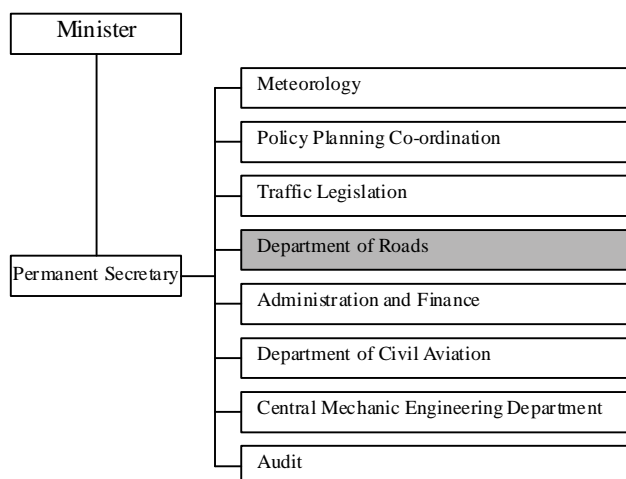 Minister
Meteorology
Policy Planning Co-ordination
Traffic Legislation
Department of Roads
Permanent Secretary
Administration and Finance
Department of Civil Aviation
Central Mechanic Engineering Department
Audit